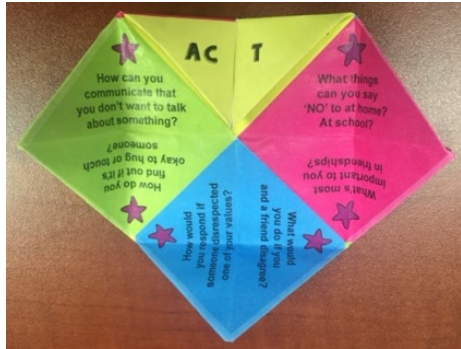 ACT
How can you
communicate that
you don't want to talk
about something?
How do you
find out if it's
okay to hug or touch
someone?
What things
can you say
'NO' to at home?
At school?
What's most
important to you
in friendships?
How would
you respond if
someone disrespected
one of your values?
What would
you do if you
and a friend disagree?